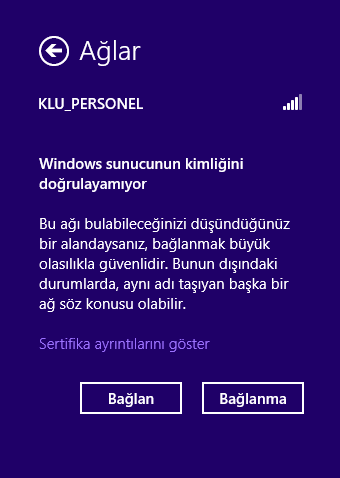 Ağlar
KLU_PERSONEL
Windows sunucunun kimliğini
doğrulayamıyor
Bu ağı bulabileceğinizi düşündüğünüz
bir alandaysanız, bağlanmak büyük
olasılıkla güvenlidir. Bunun dışındaki
durumlarda, aynı adı taşıyan başka bir
ağ söz konusu olabilir.
Sertifika ayrıntılarını göster
Bağlan Bağlanma